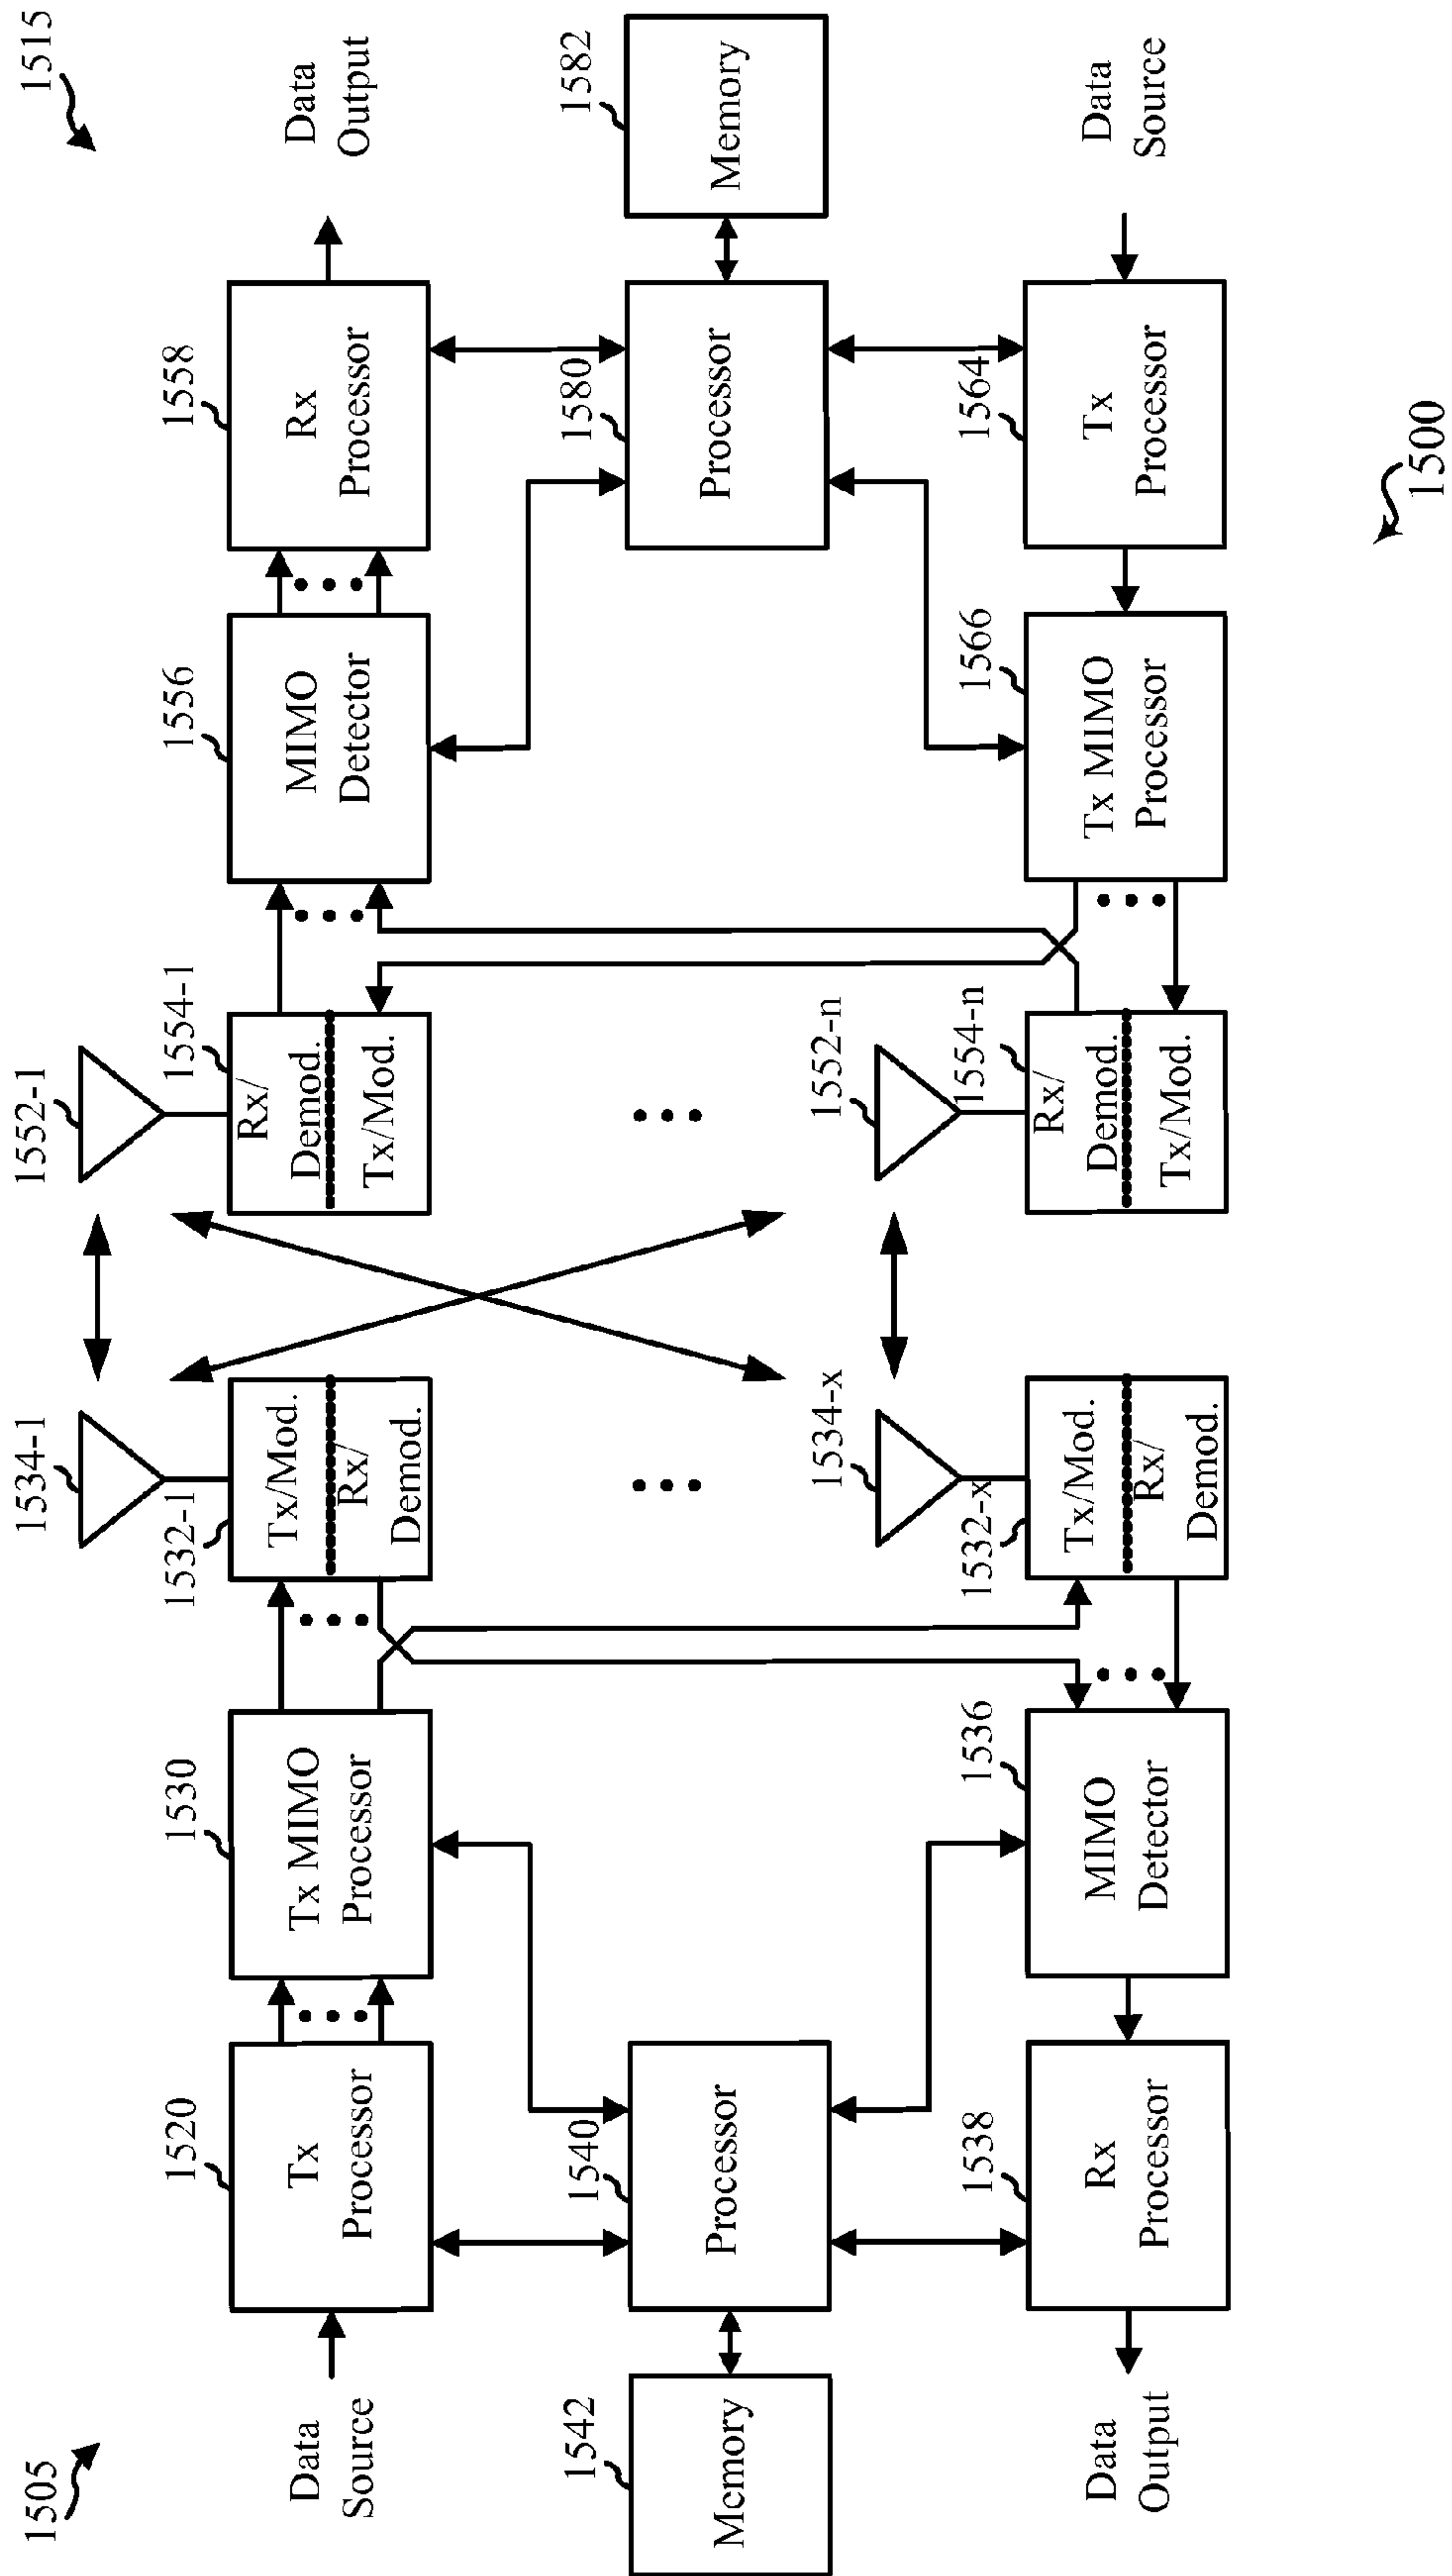 1505
1515
Data
Source
1520
Tx
Processor
1530
Tx MIMO
Processor
1532-1
Tx/Mod.
Rx/
Demod.
1534-1
1552-1
1554-1
Rx/
Demod.
Tx/Mod.
1556
MIMO
Detector
1558
Rx
Processor
Data
Output
1542
Memory
1540
Processor
1580
Processor
1582
Memory
Data
Output
1538
Rx
Processor
1536
MIMO
Detector
1532-x
Tx/Mod.
Rx/
Demod.
1534-x
1552-n
1554-n
Rx/
Demod.
Tx/Mod.
1566
Tx MIMO
Processor
1564
Tx
Processor
Data
Source
1500